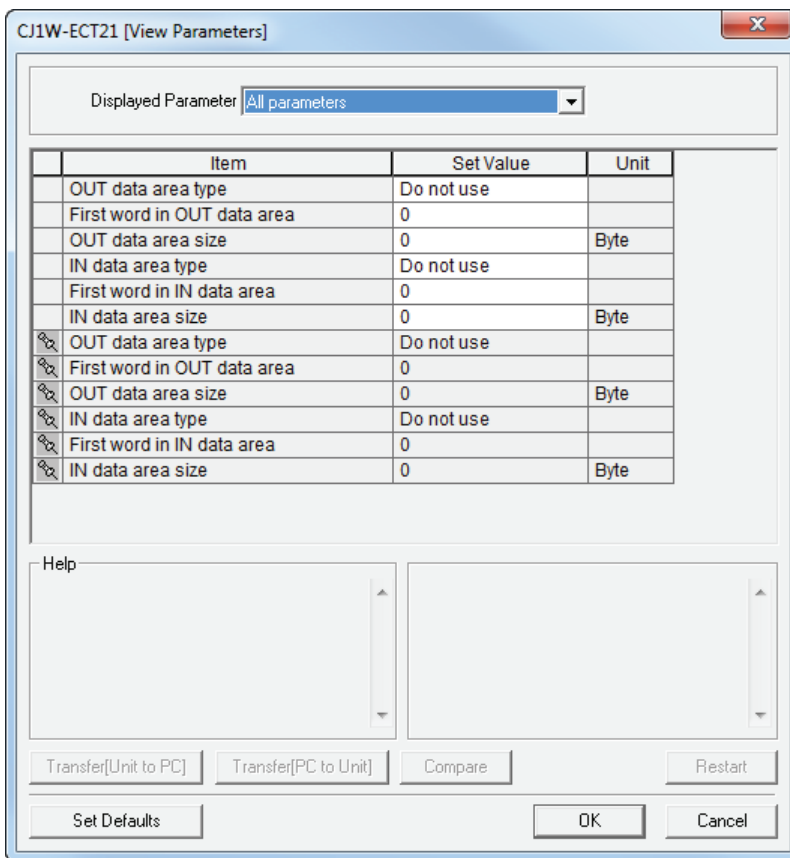 CJ1W-ECT21 [View Parameters]
Displayed Parameter All parameters
Item Set Value Unit
OUT data area type Do not use
First word in OUT data area 0
OUT data area size 0 Byte
IN data area type Do not use
First word in IN data area 0
IN data area size 0 Byte
OUT data area type Do not use
First word in OUT data area 0
OUT data area size 0 Byte
IN data area type Do not use
First word in IN data area 0
IN data area size 0 Byte
Help
Transfer[Unit to PC] Transfer[PC to Unit] Compare Restart
Set Defaults OK Cancel